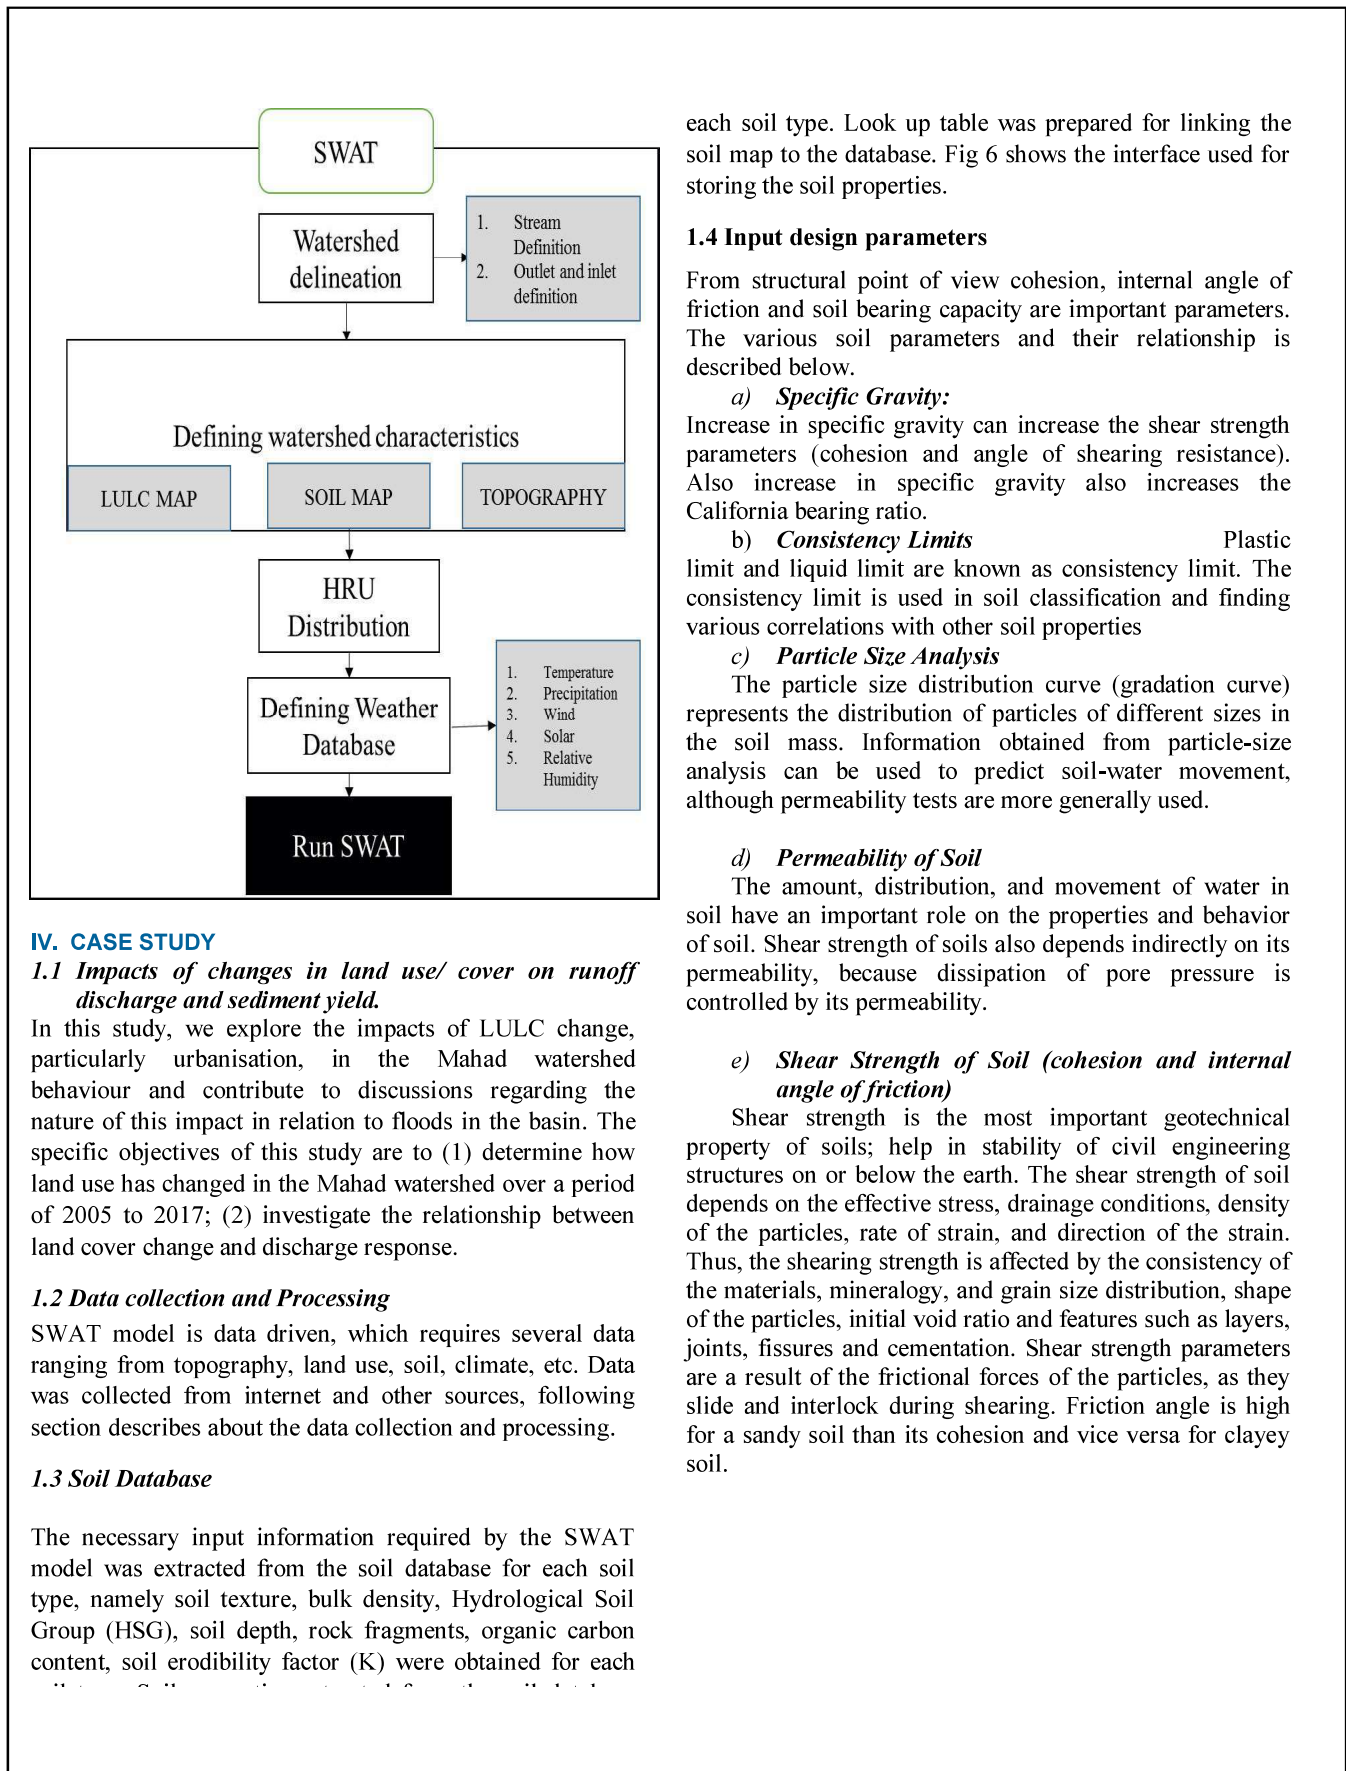 SWAT
Watershed
delineation
1. Stream
Definition
2. Outlet and inlet
definition
Defining watershed characteristics
LULC MAP
SOIL MAP
TOPOGRAPHY
HRU
Distribution
Defining Weather
Database
1. Temperature
2. Precipitation
3. Wind
4. Solar
5. Relative
Humidity
Run SWAT
IV. CASE STUDY
1.1 Impacts of changes in land use/ cover on runoff
discharge and sediment yield.
In this study, we explore the impacts of LULC change,
particularly urbanisation, in the Mahad watershed
behaviour and contribute to discussions regarding the
nature of this impact in relation to floods in the basin. The
specific objectives of this study are to (1) determine how
land use has changed in the Mahad watershed over a period
of 2005 to 2017; (2) investigate the relationship between
land cover change and discharge response.
1.2 Data collection and Processing
SWAT model is data driven, which requires several data
ranging from topography, land use, soil, climate, etc. Data
was collected from internet and other sources, following
section describes about the data collection and processing.
1.3 Soil Database
The necessary input information required by the SWAT
model was extracted from the soil database for each soil
type, namely soil texture, bulk density, Hydrological Soil
Group (HSG), soil depth, rock fragments, organic carbon
content, soil erodibility factor (K) were obtained for each
each soil type. Look up table was prepared for linking the
soil map to the database. Fig 6 shows the interface used for
storing the soil properties.
1.4 Input design parameters
From structural point of view cohesion, internal angle of
friction and soil bearing capacity are important parameters.
The various soil parameters and their relationship is
described below.
a) Specific Gravity:
Increase in specific gravity can increase the shear strength
parameters (cohesion and angle of shearing resistance).
Also increase in specific gravity also increases the
California bearing ratio.
b) Consistency Limits Plastic
limit and liquid limit are known as consistency limit. The
consistency limit is used in soil classification and finding
various correlations with other soil properties
c) Particle Size Analysis
The particle size distribution curve (gradation curve)
represents the distribution of particles of different sizes in
the soil mass. Information obtained from particle-size
analysis can be used to predict soil-water movement,
although permeability tests are more generally used.
d) Permeability of Soil
The amount, distribution, and movement of water in
soil have an important role on the properties and behavior
of soil. Shear strength of soils also depends indirectly on its
permeability, because dissipation of pore pressure is
controlled by its permeability.
e) Shear Strength of Soil (cohesion and internal
angle of friction)
Shear strength is the most important geotechnical
property of soils; help in stability of civil engineering
structures on or below the earth. The shear strength of soil
depends on the effective stress, drainage conditions, density
of the particles, rate of strain, and direction of the strain.
Thus, the shearing strength is affected by the consistency of
the materials, mineralogy, and grain size distribution, shape
of the particles, initial void ratio and features such as layers,
joints, fissures and cementation. Shear strength parameters
are a result of the frictional forces of the particles, as they
slide and interlock during shearing. Friction angle is high
for a sandy soil than its cohesion and vice versa for clayey
soil.